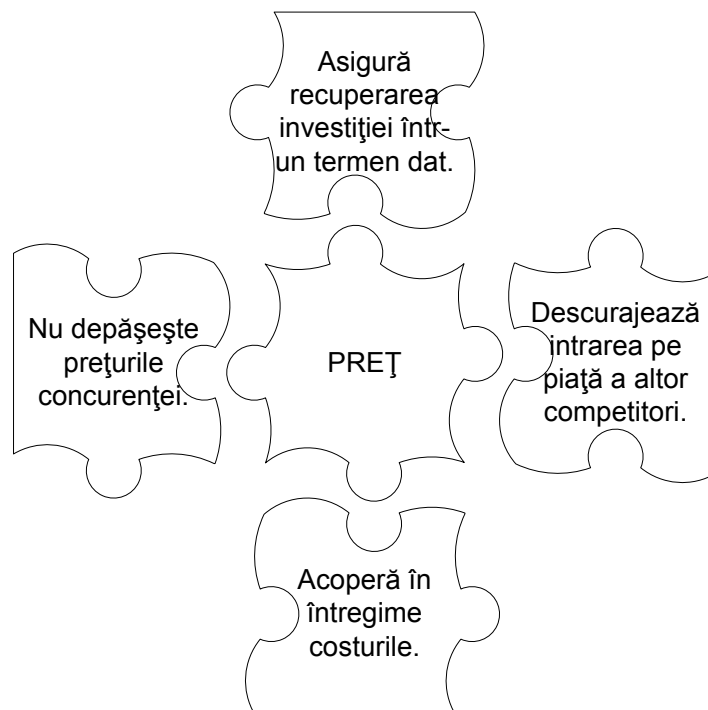 Asigură
recuperarea
investiţiei într-
un termen dat.
Nu depăşeşte
preţurile
concurenţei.
PREŢ
Descurajează
intrarea pe
piaţă a altor
competitori.
Acoperă în
întregime
costurile.